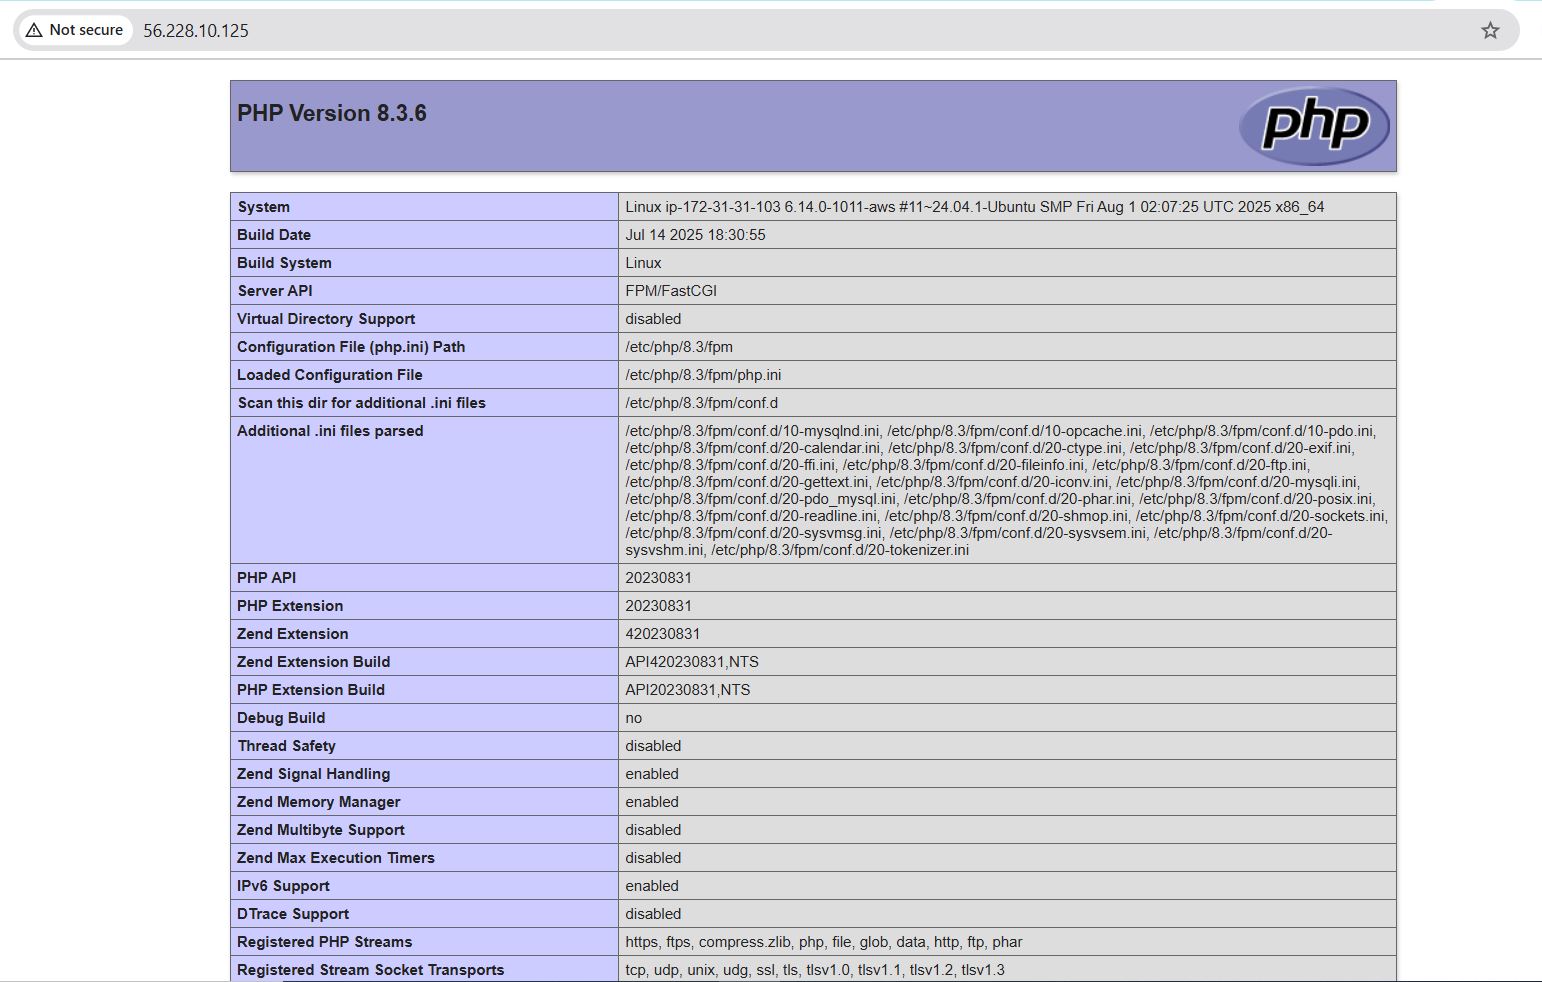 Not secure 56.228.10.125
PHP Version 8.3.6
php
System Linux ip-172-31-31-103 6.14.0-1011-aws #11~24.04.1-Ubuntu SMP Fri Aug 1 02:07:25 UTC 2025 x86_64
Build Date Jul 14 2025 18:30:55
Build System Linux
Server API FPM/FastCGI
Virtual Directory Support disabled
Configuration File (php.ini) Path /etc/php/8.3/fpm
Loaded Configuration File /etc/php/8.3/fpm/php.ini
Scan this dir for additional .ini files /etc/php/8.3/fpm/conf.d
Additional .ini files parsed /etc/php/8.3/fpm/conf.d/10-mysqlnd.ini, /etc/php/8.3/fpm/conf.d/10-opcache.ini, /etc/php/8.3/fpm/conf.d/10-pdo.ini,
/etc/php/8.3/fpm/conf.d/20-calendar.ini, /etc/php/8.3/fpm/conf.d/20-ctype.ini, /etc/php/8.3/fpm/conf.d/20-exif.ini,
/etc/php/8.3/fpm/conf.d/20-ffi.ini, /etc/php/8.3/fpm/conf.d/20-fileinfo.ini, /etc/php/8.3/fpm/conf.d/20-ftp.ini,
/etc/php/8.3/fpm/conf.d/20-gettext.ini, /etc/php/8.3/fpm/conf.d/20-iconv.ini, /etc/php/8.3/fpm/conf.d/20-mysqli.ini,
/etc/php/8.3/fpm/conf.d/20-pdo_mysql.ini, /etc/php/8.3/fpm/conf.d/20-phar.ini, /etc/php/8.3/fpm/conf.d/20-posix.ini,
/etc/php/8.3/fpm/conf.d/20-readline.ini, /etc/php/8.3/fpm/conf.d/20-shmop.ini, /etc/php/8.3/fpm/conf.d/20-sockets.ini,
/etc/php/8.3/fpm/conf.d/20-sysvmsg.ini, /etc/php/8.3/fpm/conf.d/20-sysvsem.ini, /etc/php/8.3/fpm/conf.d/20-
sysvshm.ini, /etc/php/8.3/fpm/conf.d/20-tokenizer.ini
PHP API 20230831
PHP Extension 20230831
Zend Extension 420230831
Zend Extension Build API420230831,NTS
PHP Extension Build API20230831,NTS
Debug Build no
Thread Safety disabled
Zend Signal Handling enabled
Zend Memory Manager enabled
Zend Multibyte Support disabled
Zend Max Execution Timers disabled
IPv6 Support enabled
DTrace Support disabled
Registered PHP Streams https, ftps, compress.zlib, php, file, glob, data, http, ftp, phar
Registered Stream Socket Transports tcp, udp, unix, udg, ssl, tls, tlsv1.0, tlsv1.1, tlsv1.2, tlsv1.3